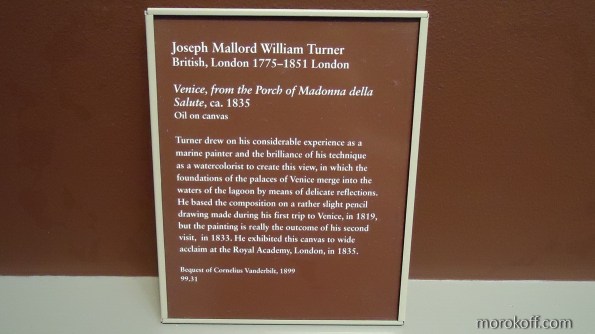 Joseph Mallord William Turner
British, London 1775–1851 London
Venice, from the Porch of Madonna della
Salute, ca. 1835
Oil on canvas
Turner drew on his considerable experience as a
marine painter and the brilliance of his technique
as a watercolorist to create this view, in which the
foundations of the palaces of Venice merge into the
waters of the lagoon by means of delicate reflections.
He based the composition on a rather slight pencil
drawing made during his first trip to Venice, in 1819,
but the painting is really the outcome of his second
visit, in 1833. He exhibited this canvas to wide
acclaim at the Royal Academy, London, in 1835.
Bequest of Cornelius Vanderbilt, 1899
99.31
morokoff.com